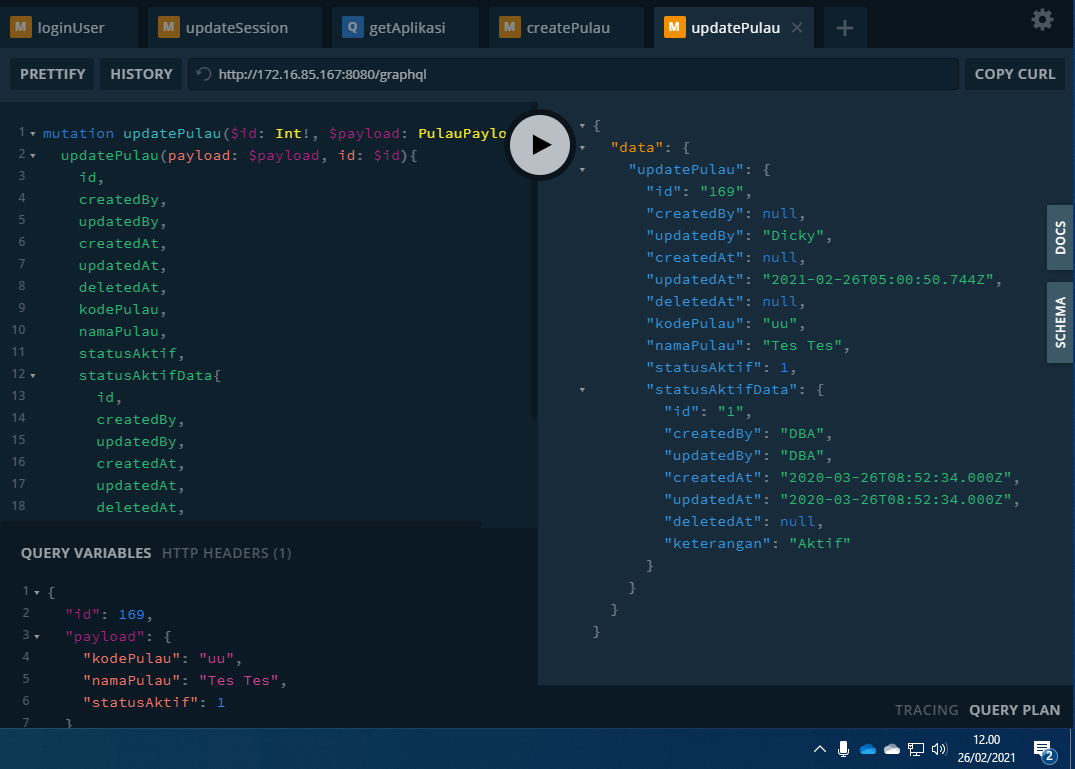 M loginUser
M updateSession
Q getAplikasi
M createPulau
M updatePulau
PRETTIFY
HISTORY
http://172.16.85.167:8080/graphql
COPY CURL
1 mutation updatePulau($id: Int!, $payload: PulauPaylo
2 updatePulau(payload: $payload, id: $id){
3 id,
4 createdBy,
5 updatedBy,
6 createdAt,
7 updatedAt,
8 deletedAt,
9 kodePulau,
10 namaPulau,
11 statusAktif,
12 statusAktifData{
13 id,
14 createdBy,
15 updatedBy,
16 createdAt,
17 updatedAt,
18 deletedAt,
QUERY VARIABLES HTTP HEADERS (1)
1 {
2 "id": 169,
3 "payload": {
4 "kodePulau": "uu",
5 "namaPulau": "Tes Tes",
6 "statusAktif": 1
7 }
{
"data": {
"updatePulau": {
"id": "169",
"createdBy": null,
"updatedBy": "Dicky",
"createdAt": null,
"updatedAt": "2021-02-26T05:00:50.744Z",
"deletedAt": null,
"kodePulau": "uu",
"namaPulau": "Tes Tes",
"statusAktif": 1,
"statusAktifData": {
"id": "1",
"createdBy": "DBA",
"updatedBy": "DBA",
"createdAt": "2020-03-26T08:52:34.000Z",
"updatedAt": "2020-03-26T08:52:34.000Z",
"deletedAt": null,
"keterangan": "Aktif"
}
}
}
}
DOCS
SCHEMA
TRACING QUERY PLAN
12.00
26/02/2021
2